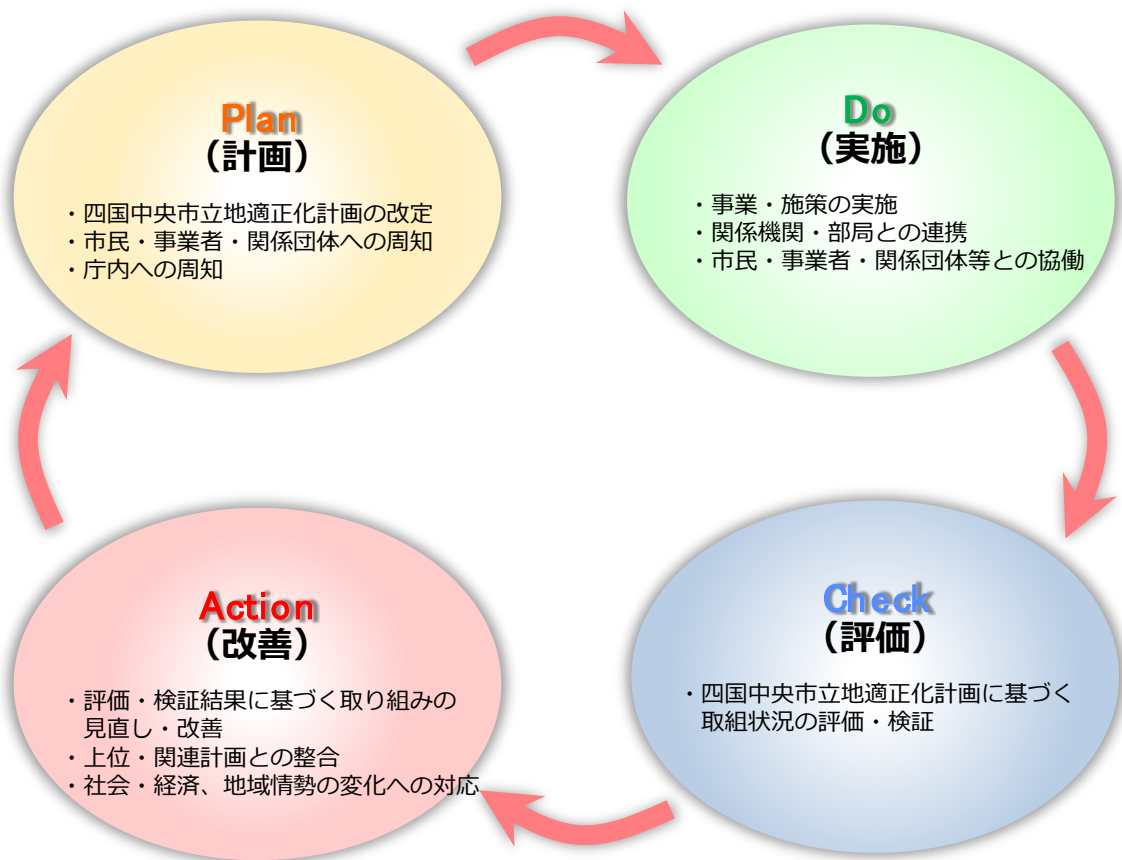 Plan
（計画）
・四国中央市立地適正化計画の改定
・市民・事業者・関係団体への周知
・庁内への周知
Do
（実施）
・事業・施策の実施
・関係機関・部局との連携
・市民・事業者・関係団体等との協働
Action
（改善）
・評価・検証結果に基づく取り組みの
見直し・改善
・上位・関連計画との整合
・社会・経済、地域情勢の変化への対応
Check
（評価）
・四国中央市立地適正化計画に基づく
取組状況の評価・検証